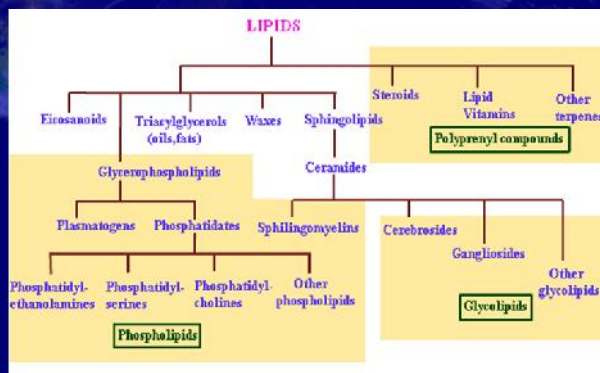 LIPIDS
Steroids
Lipid
Vitamins
Other
terpenes
Polyprenyl compounds
Eicosanoids
Triacylglycerols
(oils,fats)
Waxes
Sphingolipids
Glycerophospholipids
Ceramides
Plasmatogens
Phosphatidates
Sphilingomyelins
Cerebrosides
Gangliosides
Other
glycolipids
Glycolipids
Phosphatidyl-
ethanolamines
Phosphatidyl-
serines
Phosphatidyl-
cholines
Other
phospholipids
Phospholipids